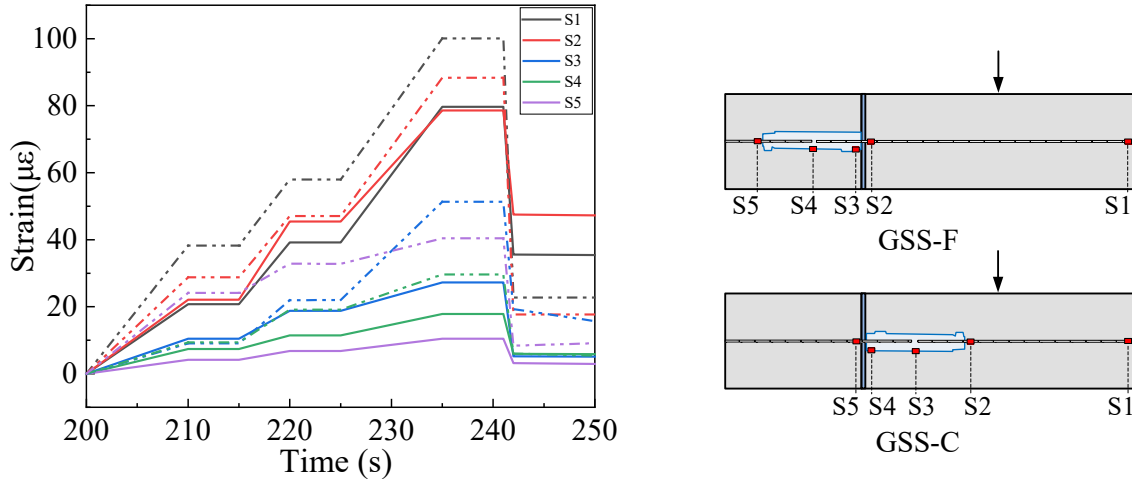 Strain(με)
100
80
60
40
20
0
200
210
220
230
240
250
Time (s)
S1
S2
S3
S4
S5
S5
S4
S3
S2
S1
GSS-F
S5
S4
S3
S2
S1
GSS-C